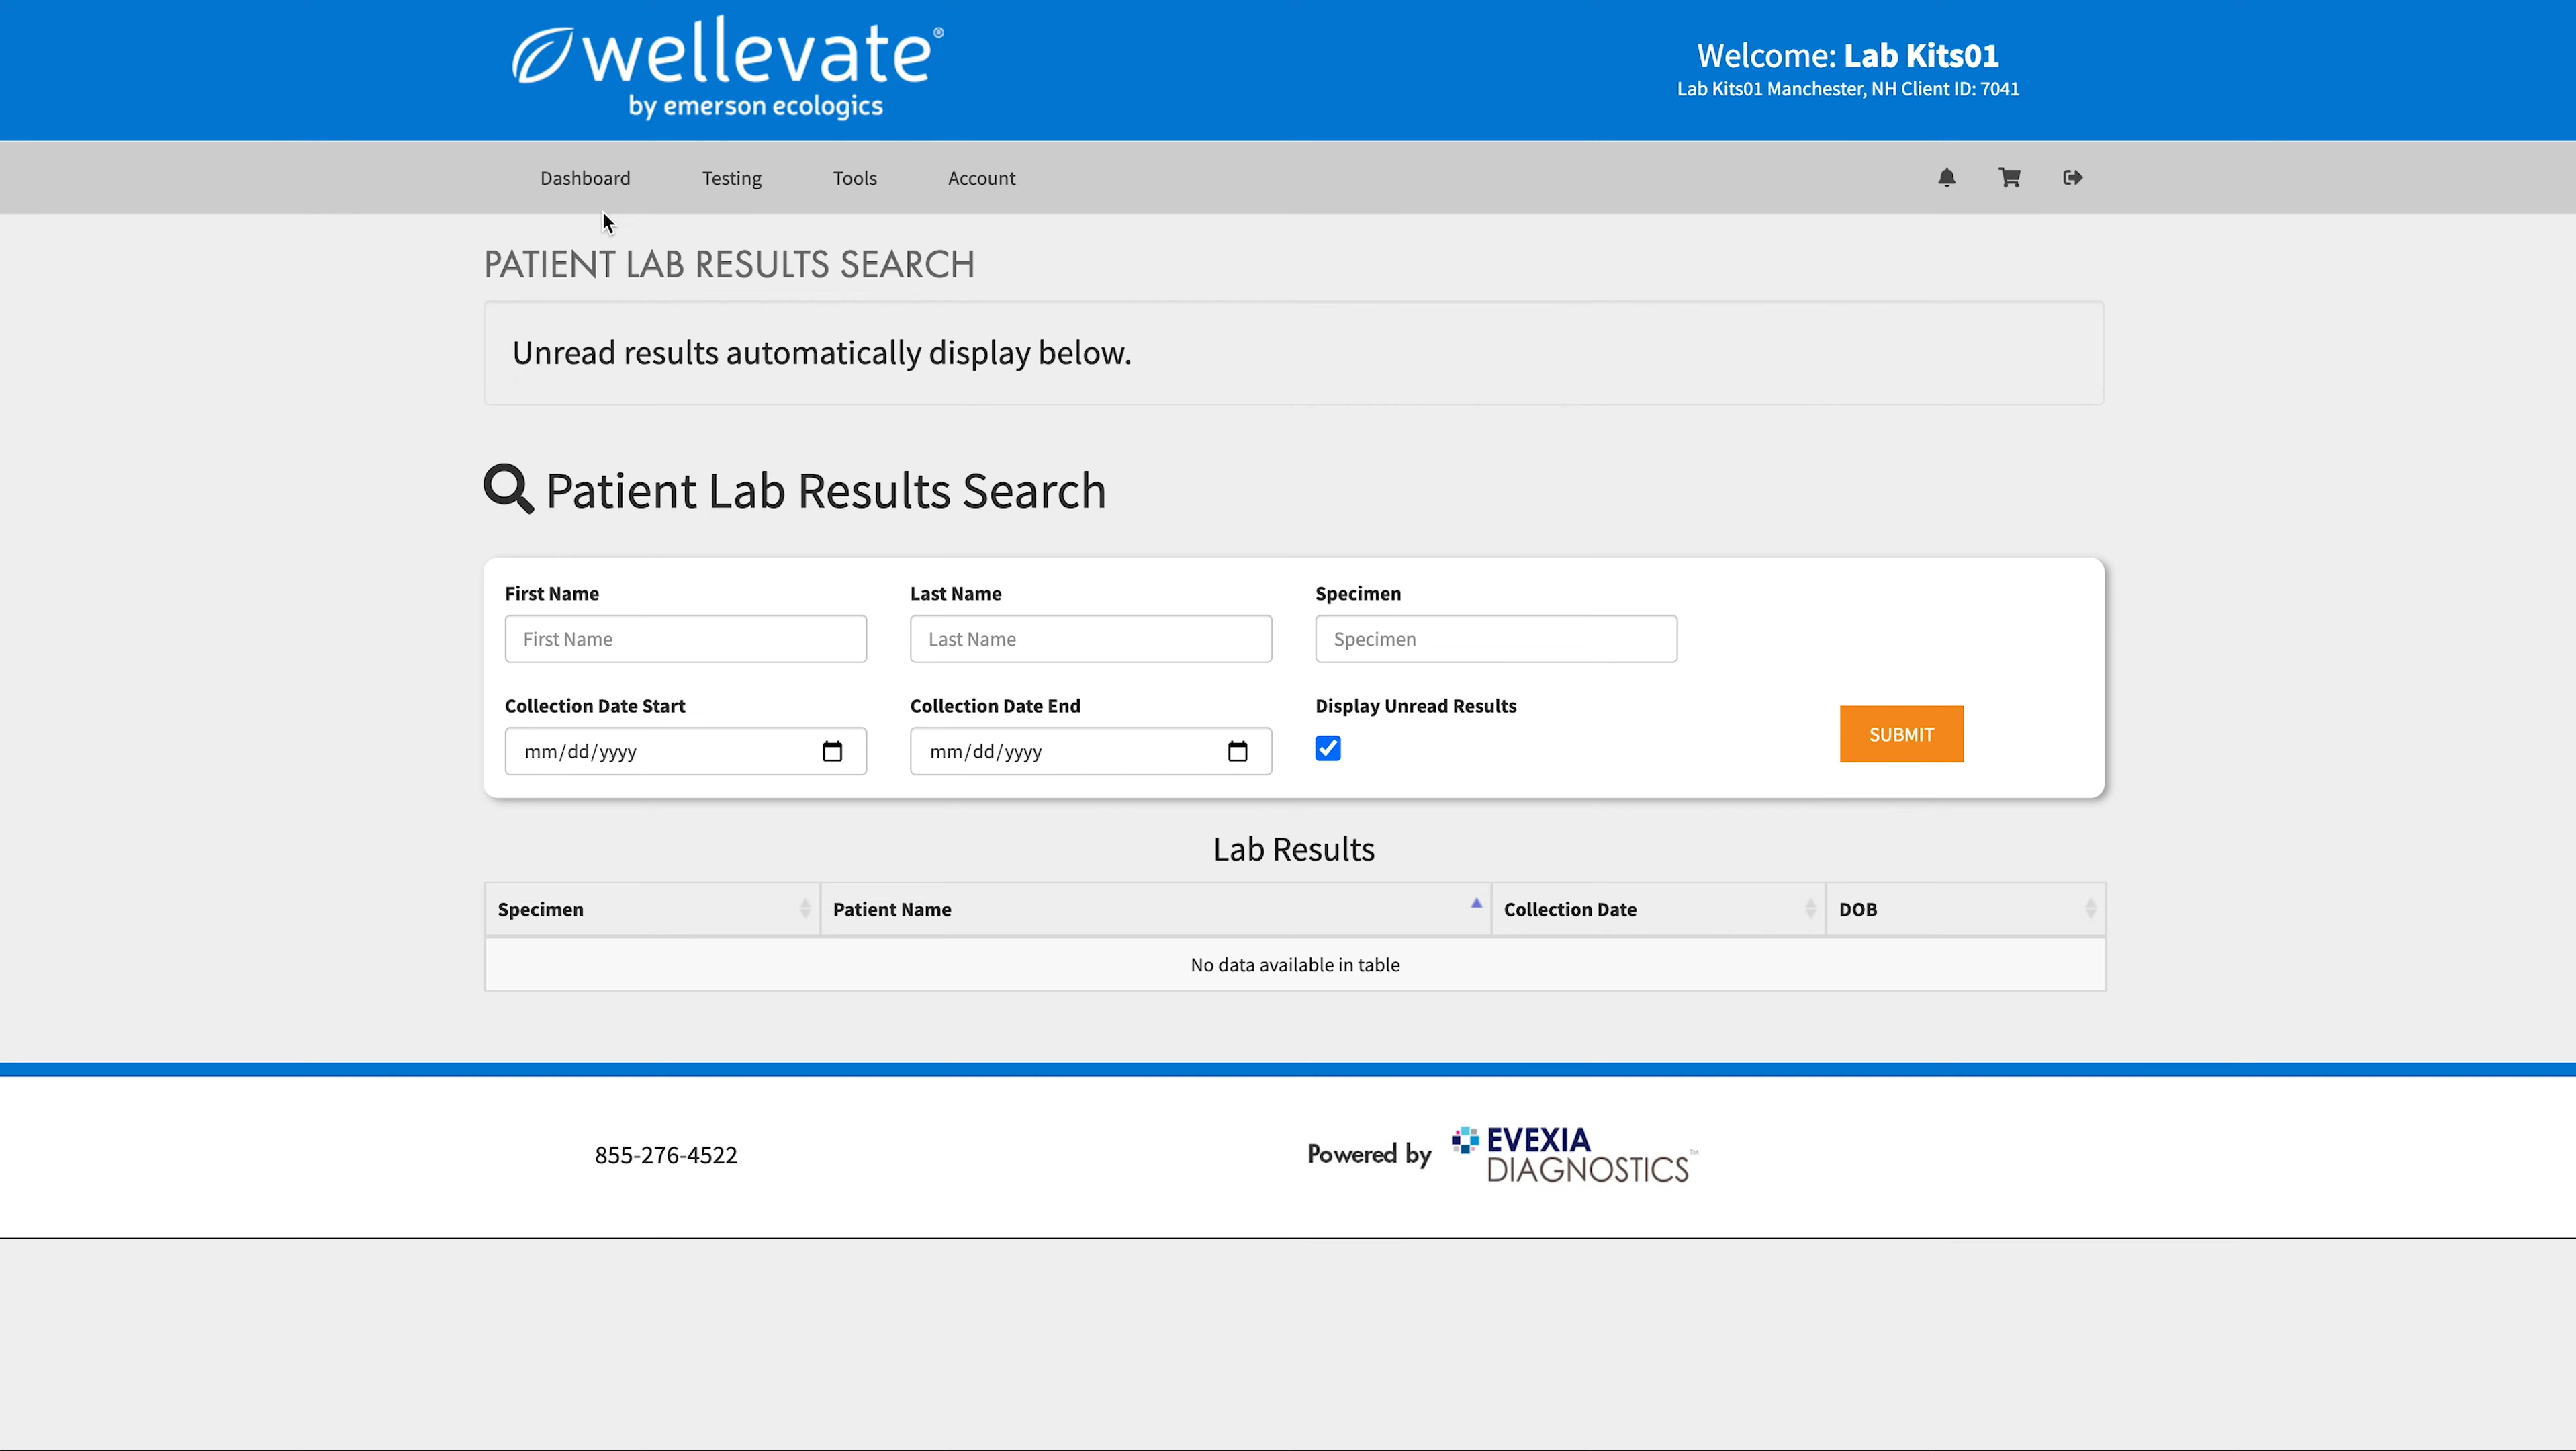 wellevate®
by emerson ecologics
Welcome: Lab Kits01
Lab Kits01 Manchester, NH Client ID: 7041
Dashboard Testing Tools Account
PATIENT LAB RESULTS SEARCH
Unread results automatically display below.
Patient Lab Results Search
First Name Last Name Specimen
First Name Last Name Specimen
Collection Date Start Collection Date End Display Unread Results
mm/dd/yyyy mm/dd/yyyy SUBMIT
Lab Results
Specimen Patient Name Collection Date DOB
No data available in table
855-276-4522
Powered by EVEXIA
DIAGNOSTICS™